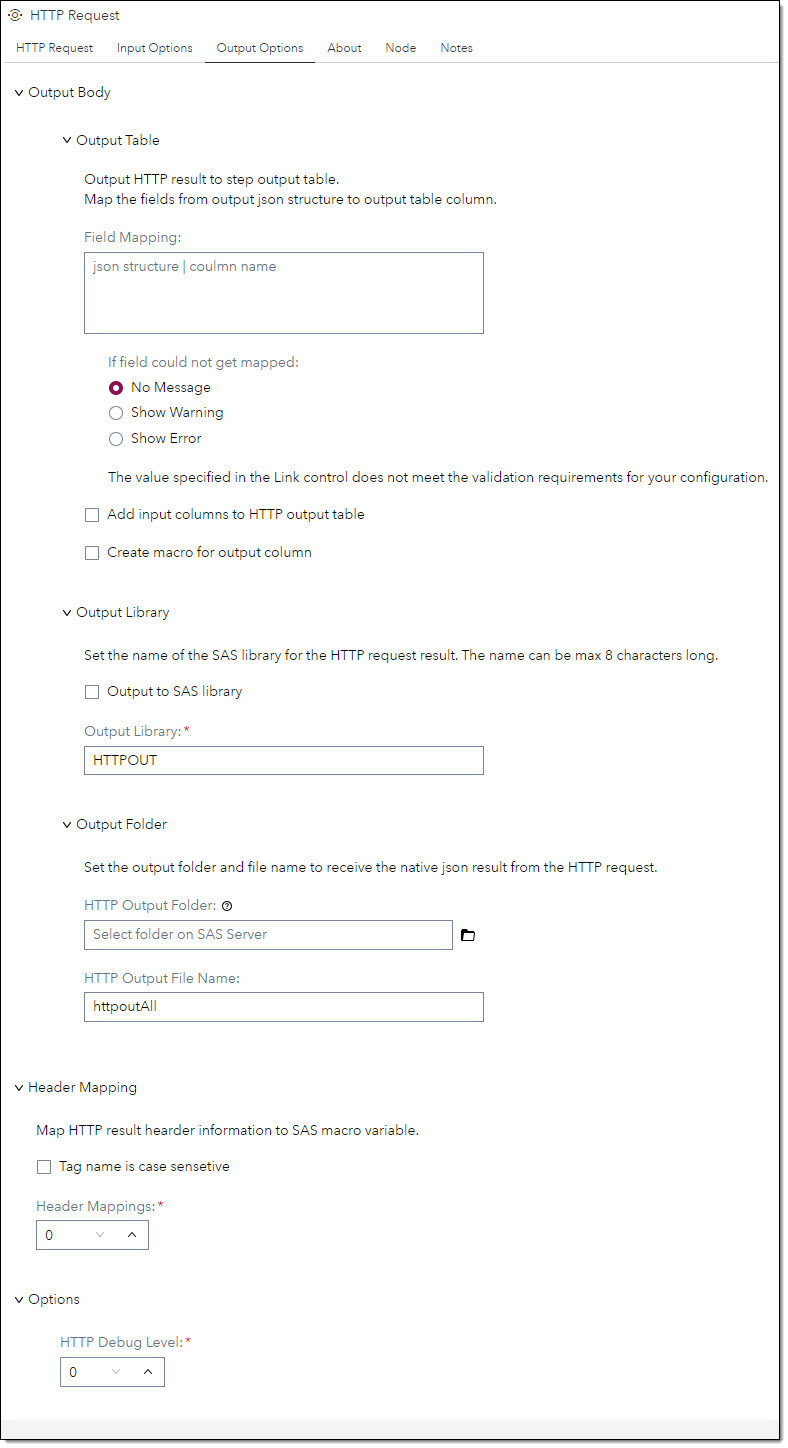 HTTP Request
HTTP Request Input Options Output Options About Node Notes
Output Body
Output Table
Output HTTP result to step output table.
Map the fields from output json structure to output table column.
Field Mapping:
json structure | coulmn name
If field could not get mapped:
No Message
Show Warning
Show Error
The value specified in the Link control does not meet the validation requirements for your configuration.
Add input columns to HTTP output table
Create macro for output column
Output Library
Set the name of the SAS library for the HTTP request result. The name can be max 8 characters long.
Output to SAS library
Output Library:*
HTTPOUT
Output Folder
Set the output folder and file name to receive the native json result from the HTTP request.
HTTP Output Folder:
Select folder on SAS Server
HTTP Output File Name:
httpoutAll
Header Mapping
Map HTTP result hearder information to SAS macro variable.
Tag name is case sensetive
Header Mappings:*
0
Options
HTTP Debug Level:*
0